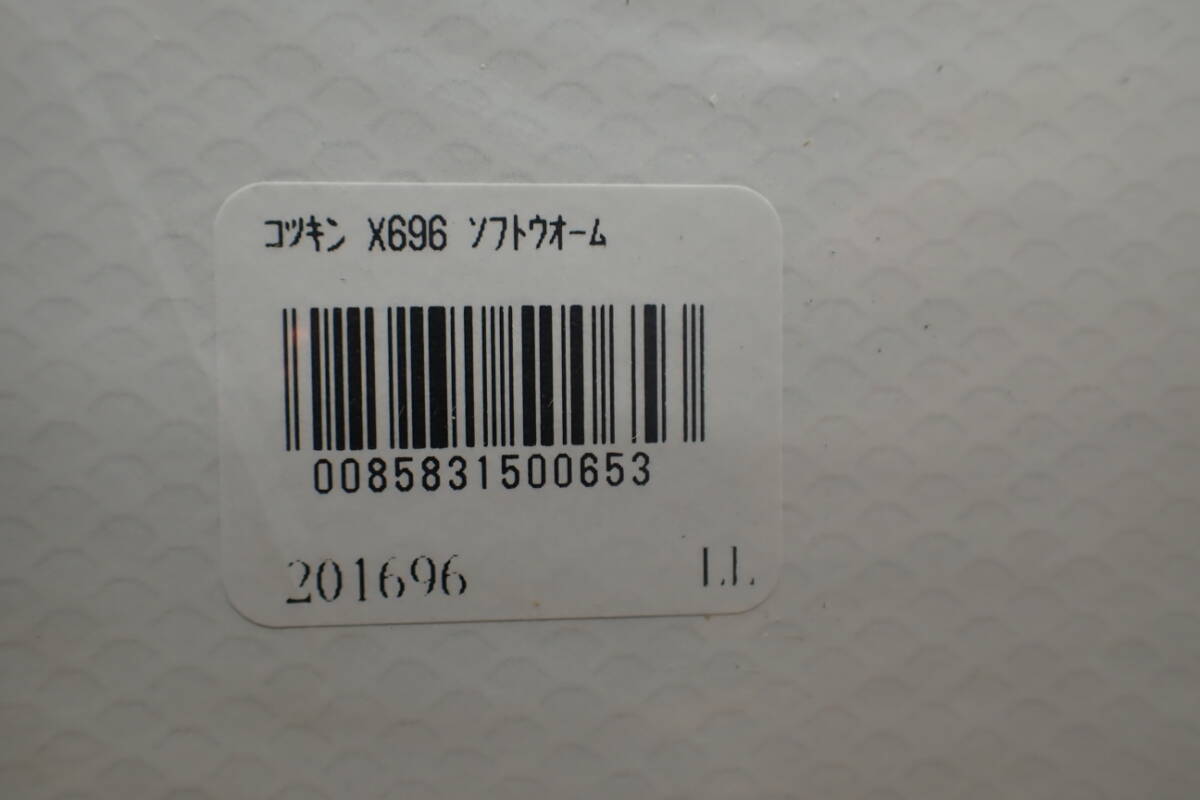 ｺﾂｷﾝ X696 ｿﾌﾄｳｵｰﾑ
0085831500653
201696 LL